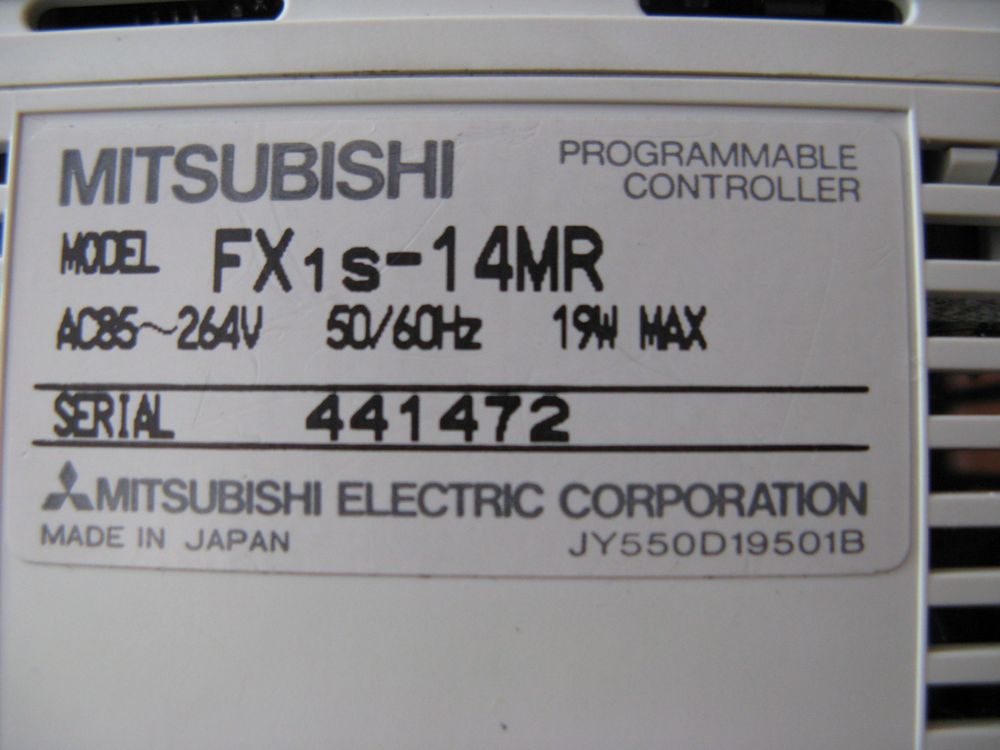 MITSUBISHI PROGRAMMABLE CONTROLLER
MODEL FX1s-14MR
AC85~264V 50/60Hz 19W MAX
SERIAL 441472
MITSUBISHI ELECTRIC CORPORATION
MADE IN JAPAN JY550D19501B